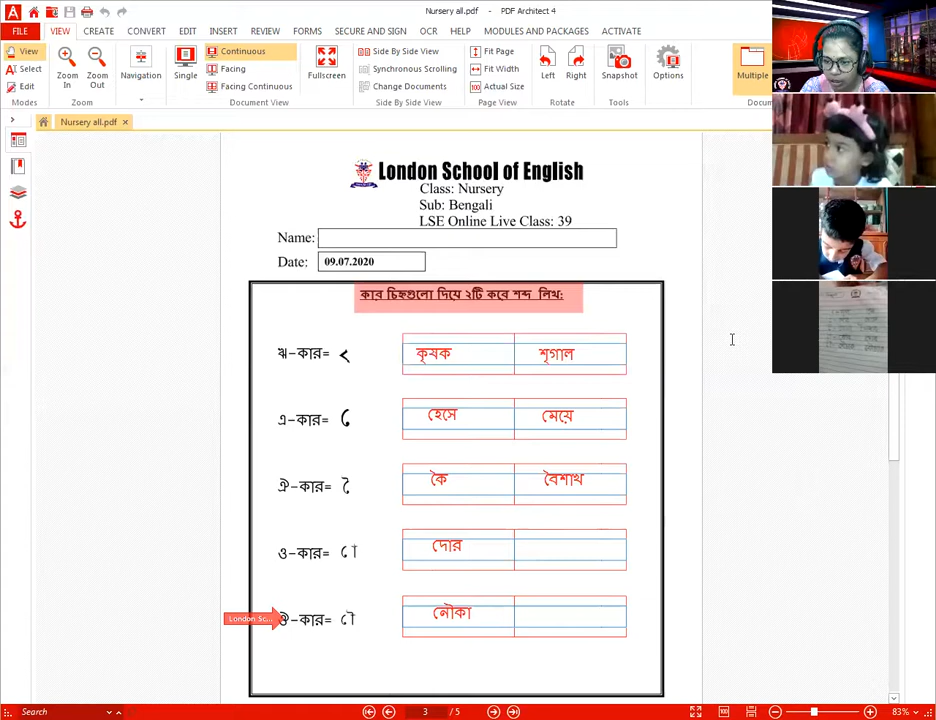 Nursery all.pdf - PDF Architect 4
FILE VIEW CREATE CONVERT EDIT INSERT REVIEW FORMS SECURE AND SIGN OCR HELP MODULES AND PACKAGES ACTIVATE
View
Select
Edit
Modes
Zoom In
Zoom Out
Zoom
Navigation
Single
Continuous
Facing
Facing Continuous
Document View
Fullscreen
Side By Side View
Synchronous Scrolling
Change Documents
Side By Side View
Fit Page
Fit Width
Actual Size
Page View
Left
Right
Rotate
Snapshot
Tools
Options
Multiple
Docum
Nursery all.pdf ×
London School of English
Class: Nursery
Sub: Bengali
LSE Online Live Class: 39
Name:
Date: 09.07.2020
কার চিহ্নগুলো দিয়ে ২টি করে শব্দ লিখ:
ঋ-কার= ৃ কৃষক শৃগাল
এ-কার= ে হেসে মেয়ে
ঐ-কার= ৈ কৈ বৈশাখ
ও-কার= ো দোর
London Sc... ঔ-কার= ৌ নৌকা
Search
3 / 5
83%